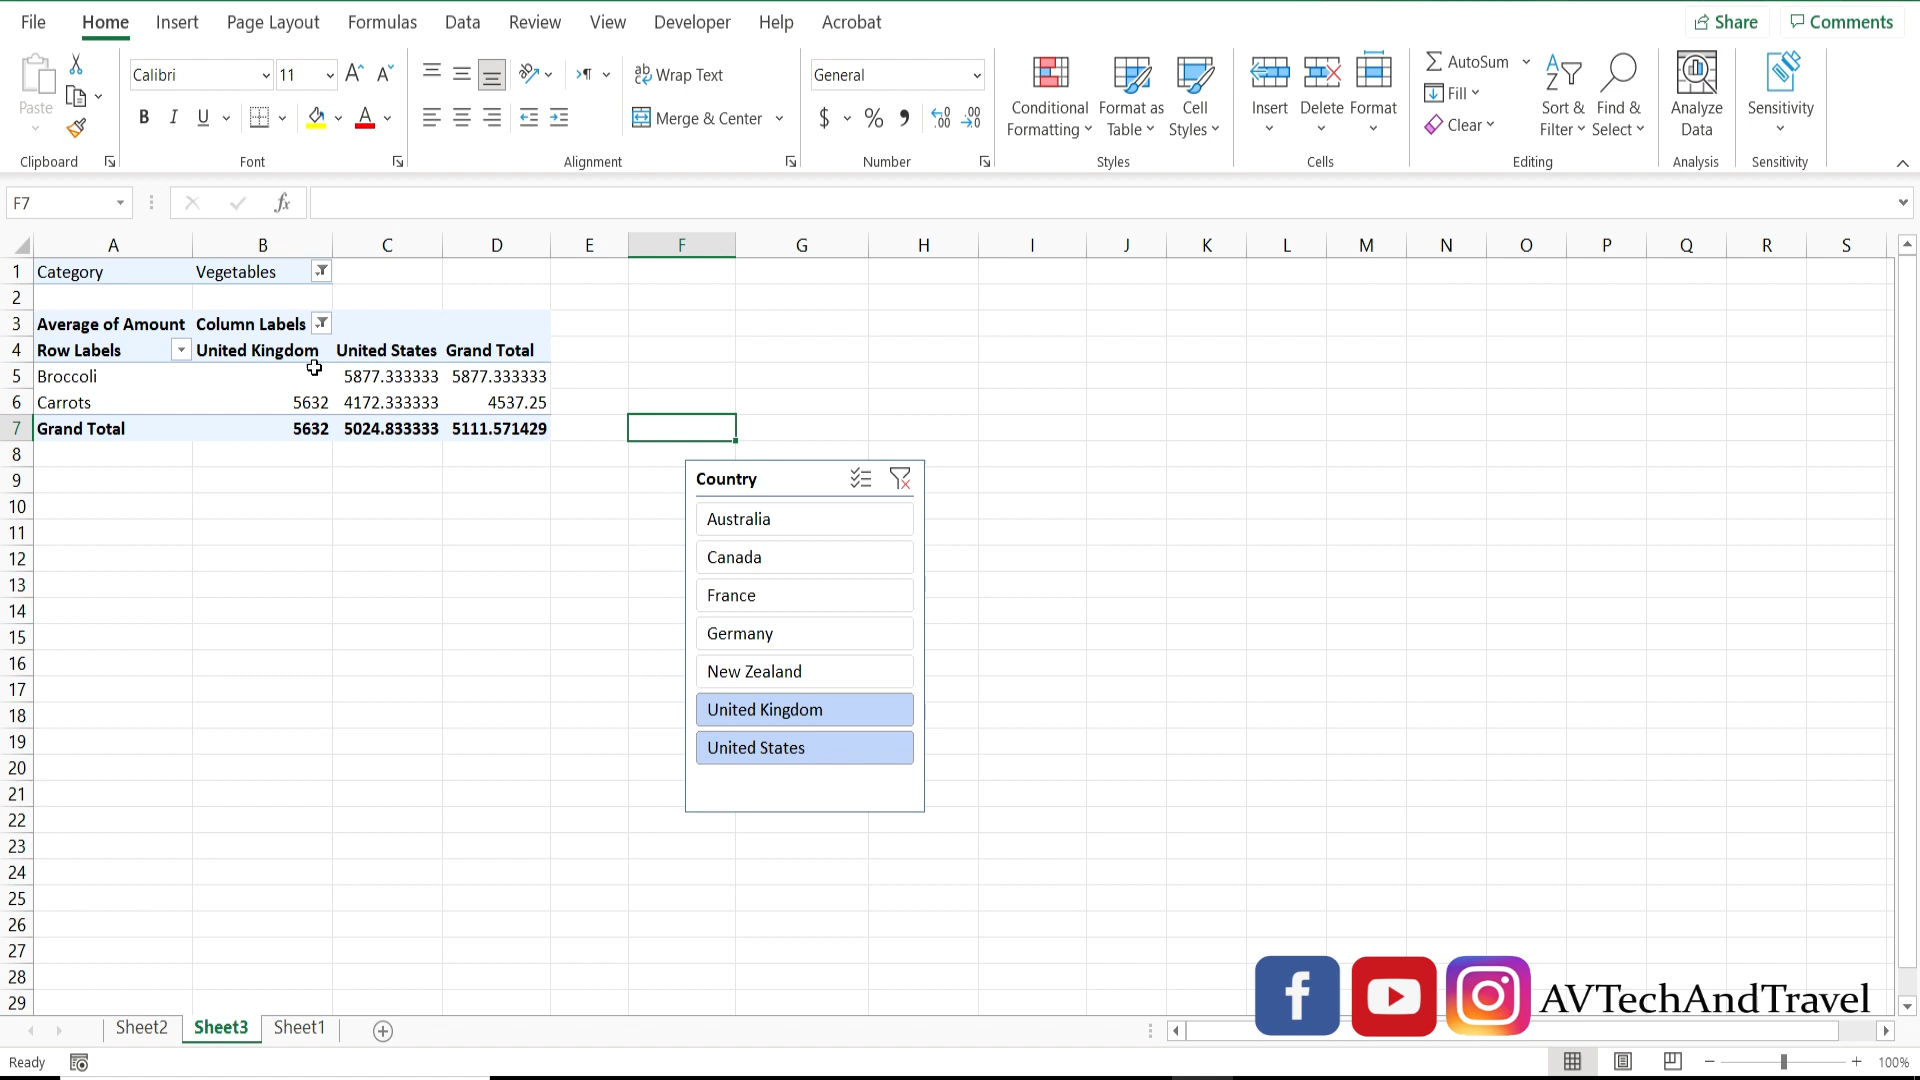 File Home Insert Page Layout Formulas Data Review View Developer Help Acrobat Share Comments
Paste Calibri 11 ab Wrap Text General Conditional Formatting Format as Table Cell Styles Insert Delete Format AutoSum Fill Clear Sort & Filter Find & Select Analyze Data Sensitivity
B I U A Merge & Center $ % , .00
Clipboard Font Alignment Number Styles Cells Editing Analysis Sensitivity
F7 fx
A B C D E F G H I J K L M N O P Q R S
1 Category Vegetables
2
3 Average of Amount Column Labels
4 Row Labels United Kingdom United States Grand Total
5 Broccoli 5877.333333 5877.333333
6 Carrots 5632 4172.333333 4537.25
7 Grand Total 5632 5024.833333 5111.571429
8
9 Country
10
11 Australia
12 Canada
13
14 France
15 Germany
16
17 New Zealand
18 United Kingdom
19 United States
20
21
22
23
24
25
26
27
28
29
f AVTechAndTravel
Sheet2 Sheet3 Sheet1
Ready 100%